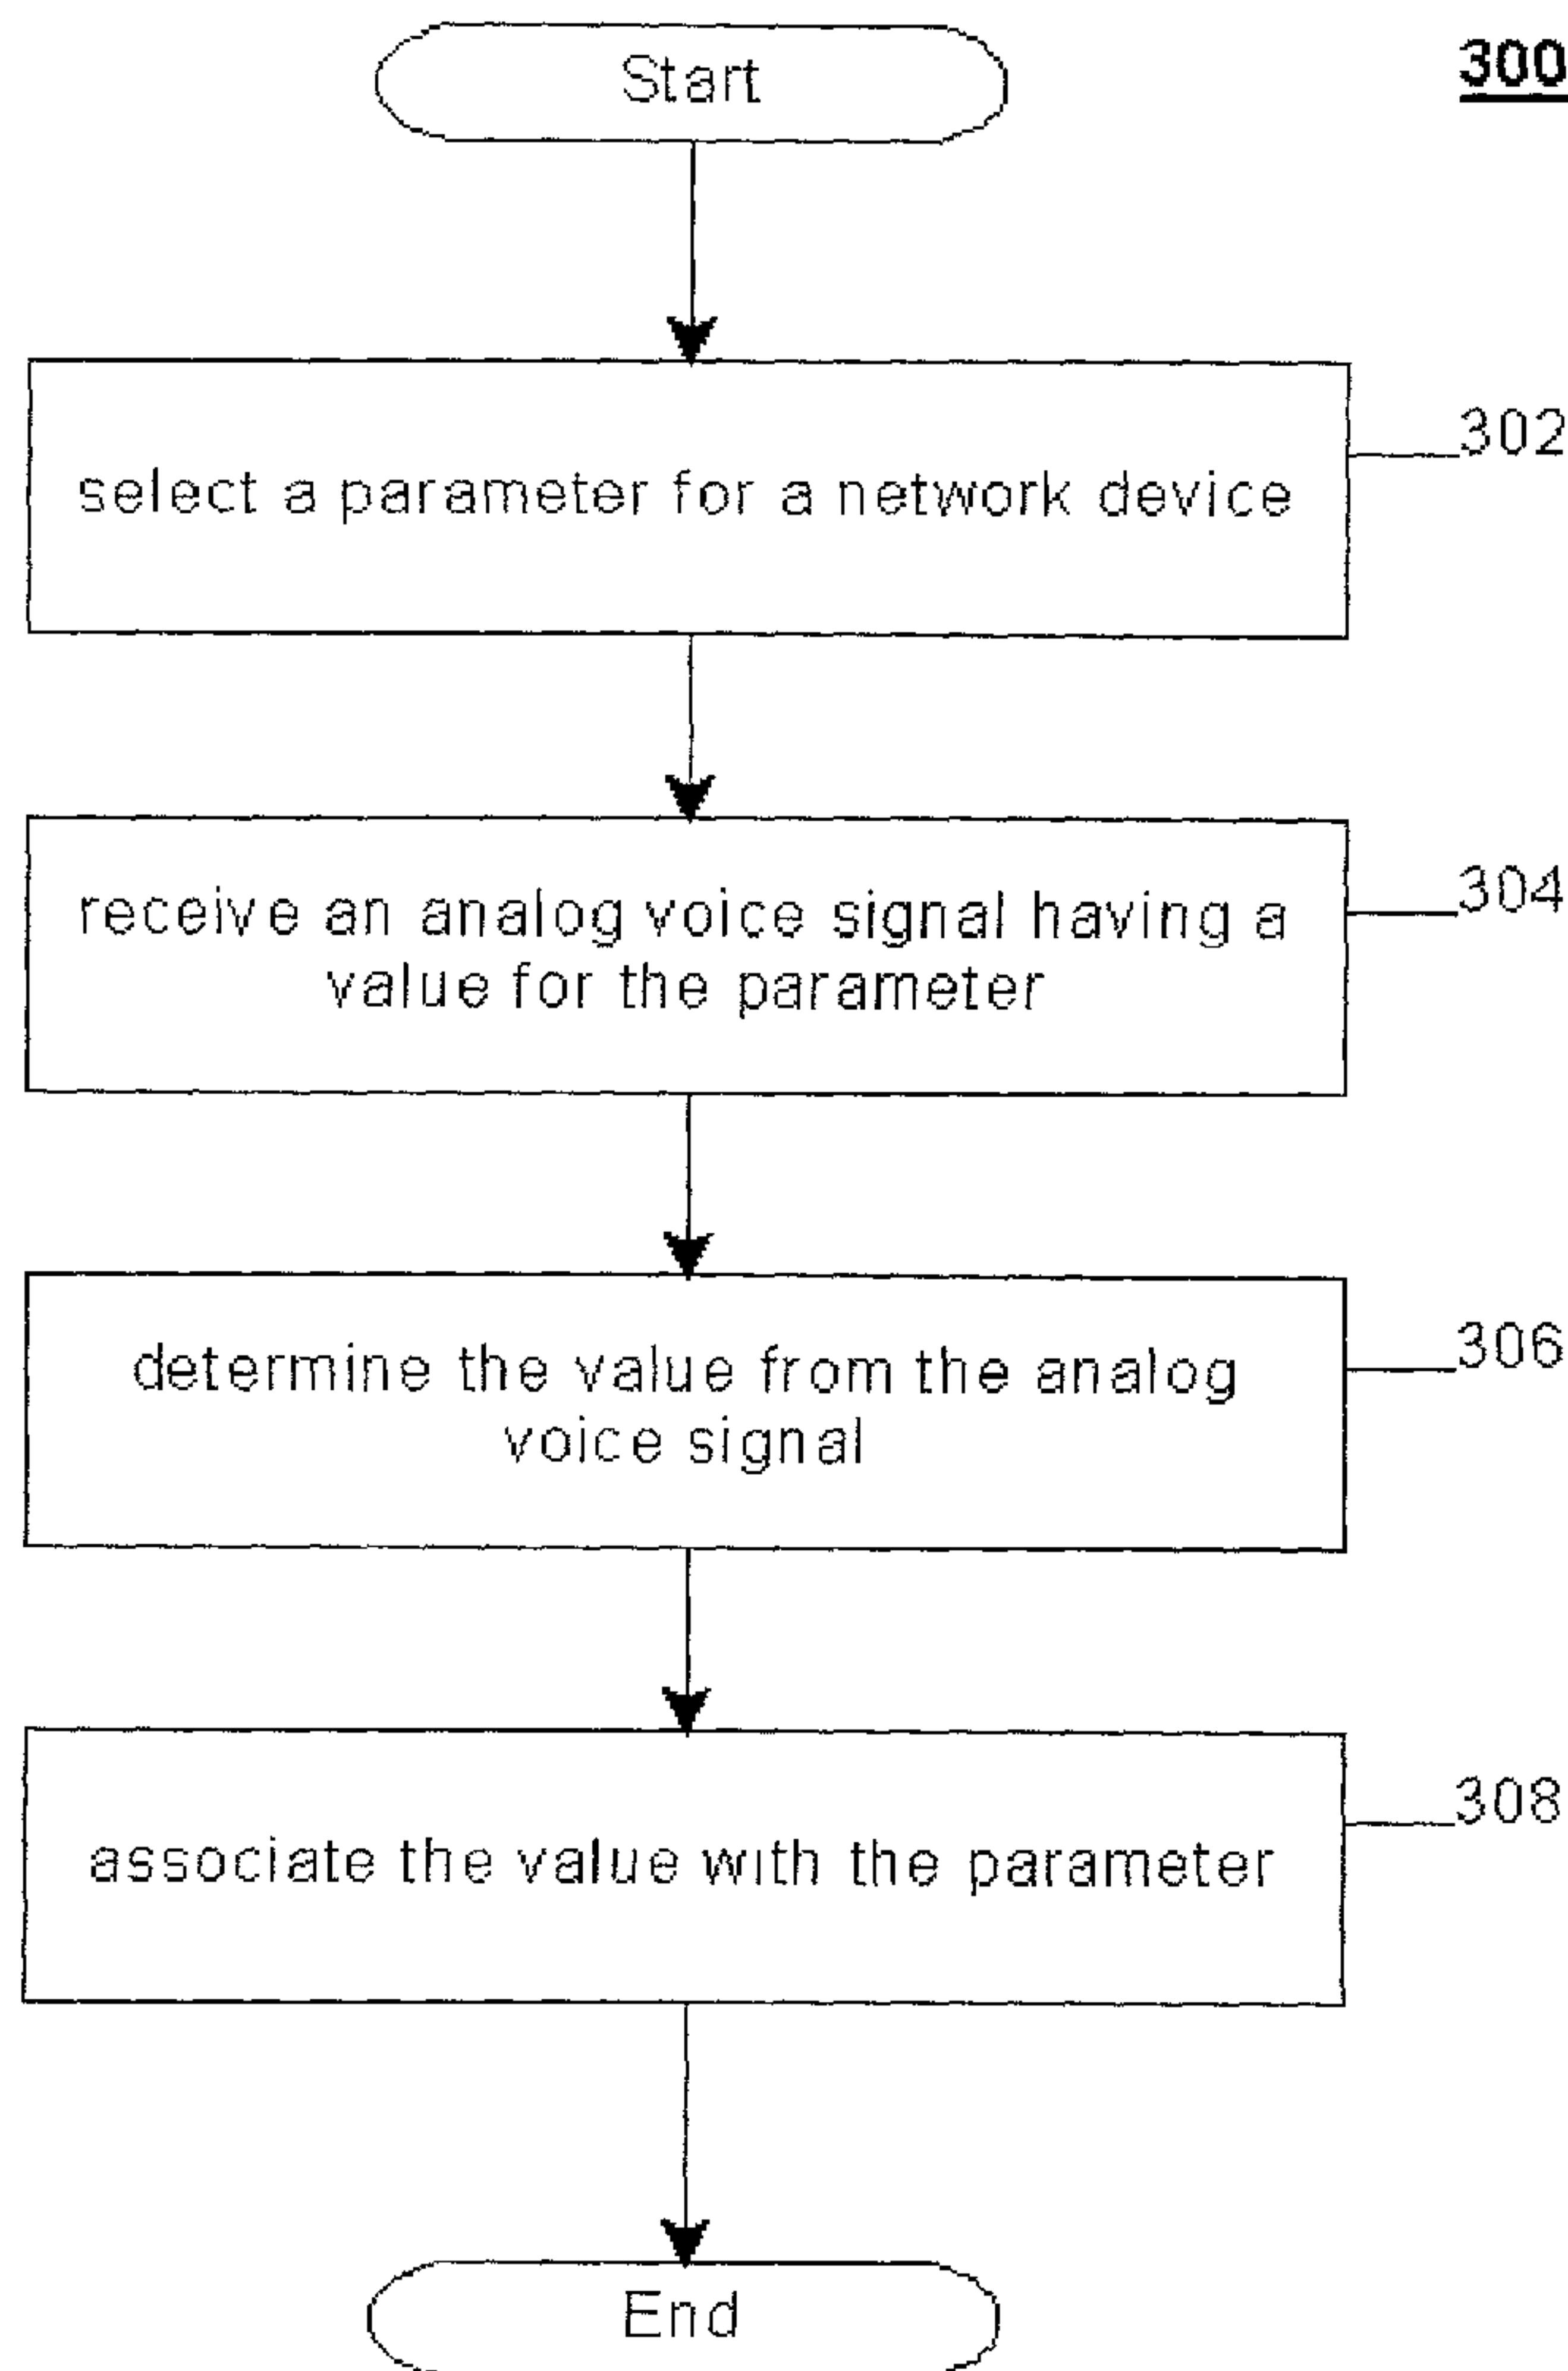 Start
300
select a parameter for a network device
302
receive an analog voice signal having a
value for the parameter
304
determine the value from the analog
voice signal
306
associate the value with the parameter
308
End